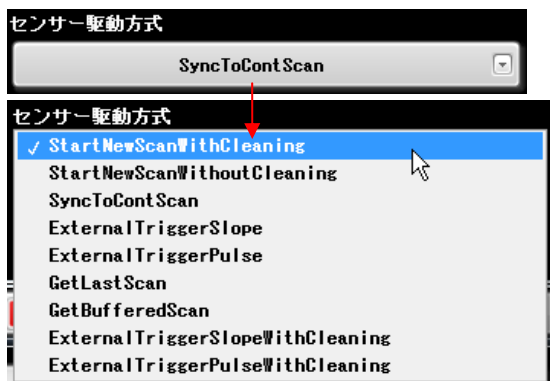 センサー駆動方式
SyncToContScan
センサー駆動方式
✓ StartNewScanWithCleaning
StartNewScanWithoutCleaning
SyncToContScan
ExternalTriggerSlope
ExternalTriggerPulse
GetLastScan
GetBufferedScan
ExternalTriggerSlopeWithCleaning
ExternalTriggerPulseWithCleaning